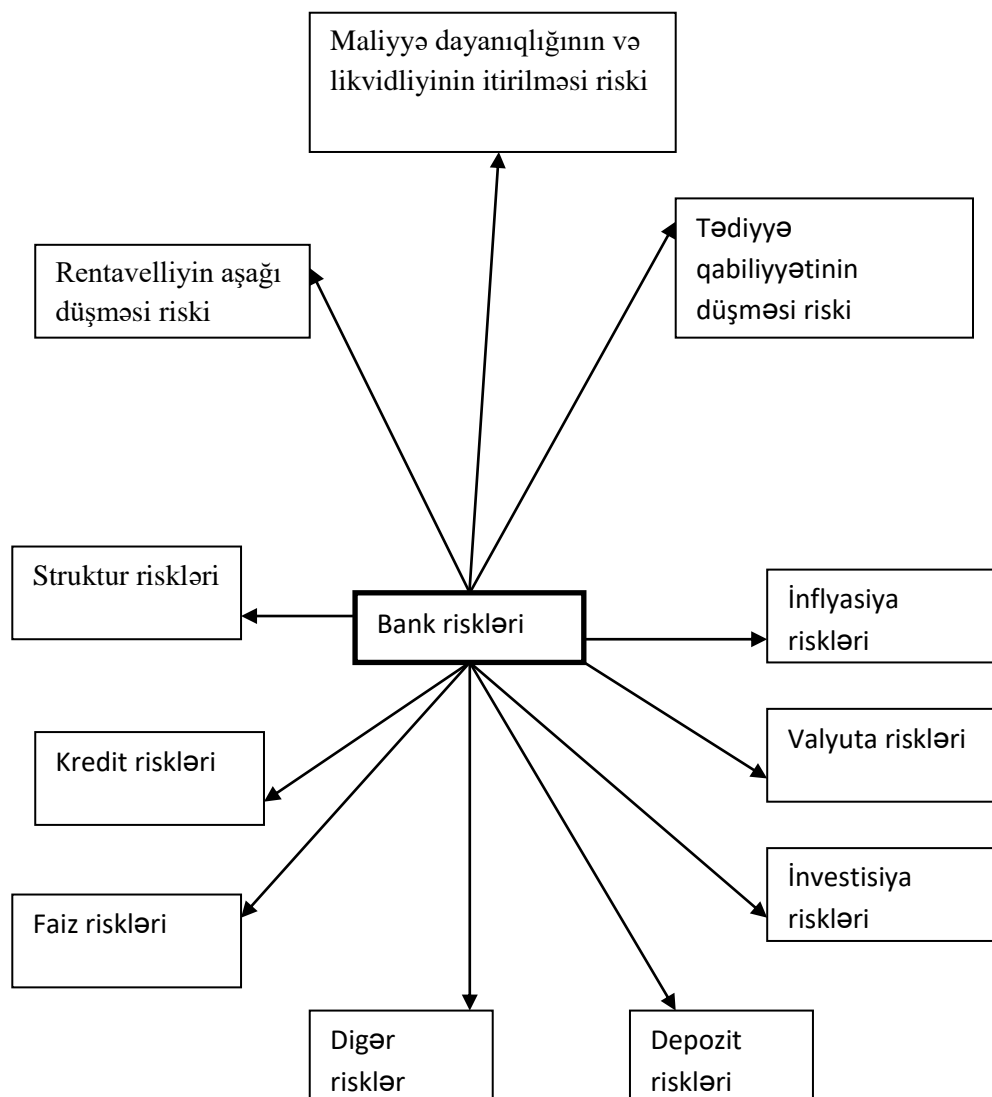 Maliyyə dayanıqlığının və
likvidliyinin itirilməsi riski
Tədiyyə
qabiliyyətinin
düşməsi riski
Rentavelliyin aşağı
düşməsi riski
Struktur riskləri
Bank riskləri
İnflyasiya
riskləri
Kredit riskləri
Valyuta riskləri
Faiz riskləri
İnvestisiya
riskləri
Digər
risklər
Depozit
riskləri